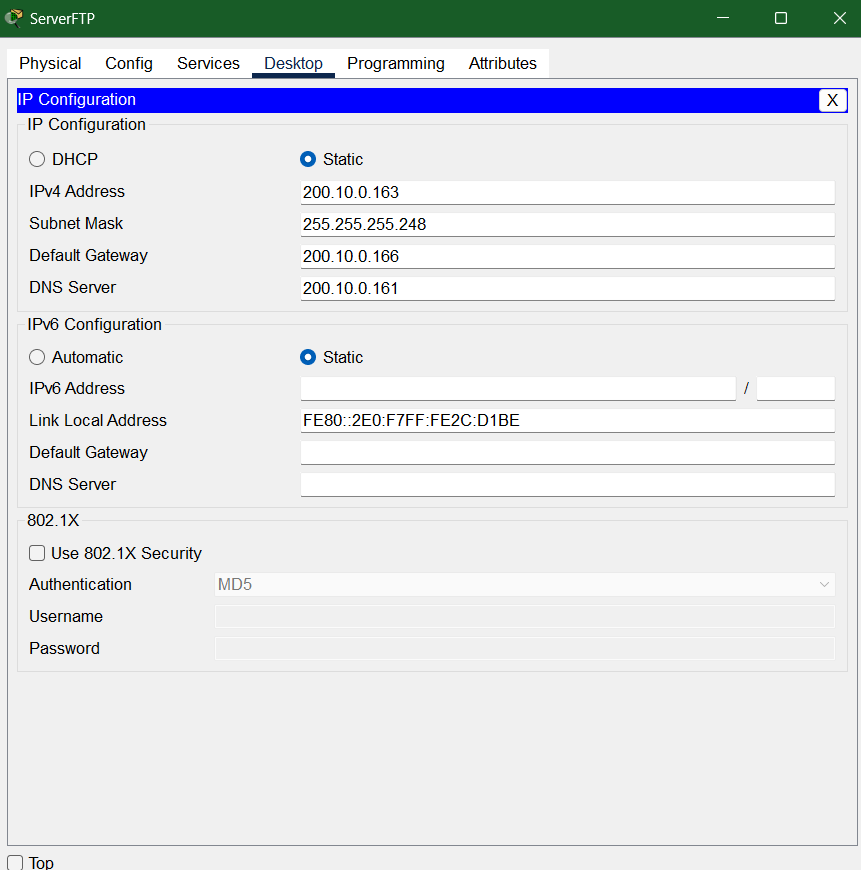 ServerFTP
Physical Config Services Desktop Programming Attributes
IP Configuration X
IP Configuration
DHCP Static
IPv4 Address 200.10.0.163
Subnet Mask 255.255.255.248
Default Gateway 200.10.0.166
DNS Server 200.10.0.161
IPv6 Configuration
Automatic Static
IPv6 Address /
Link Local Address FE80::2E0:F7FF:FE2C:D1BE
Default Gateway
DNS Server
802.1X
Use 802.1X Security
Authentication MD5
Username
Password
Top